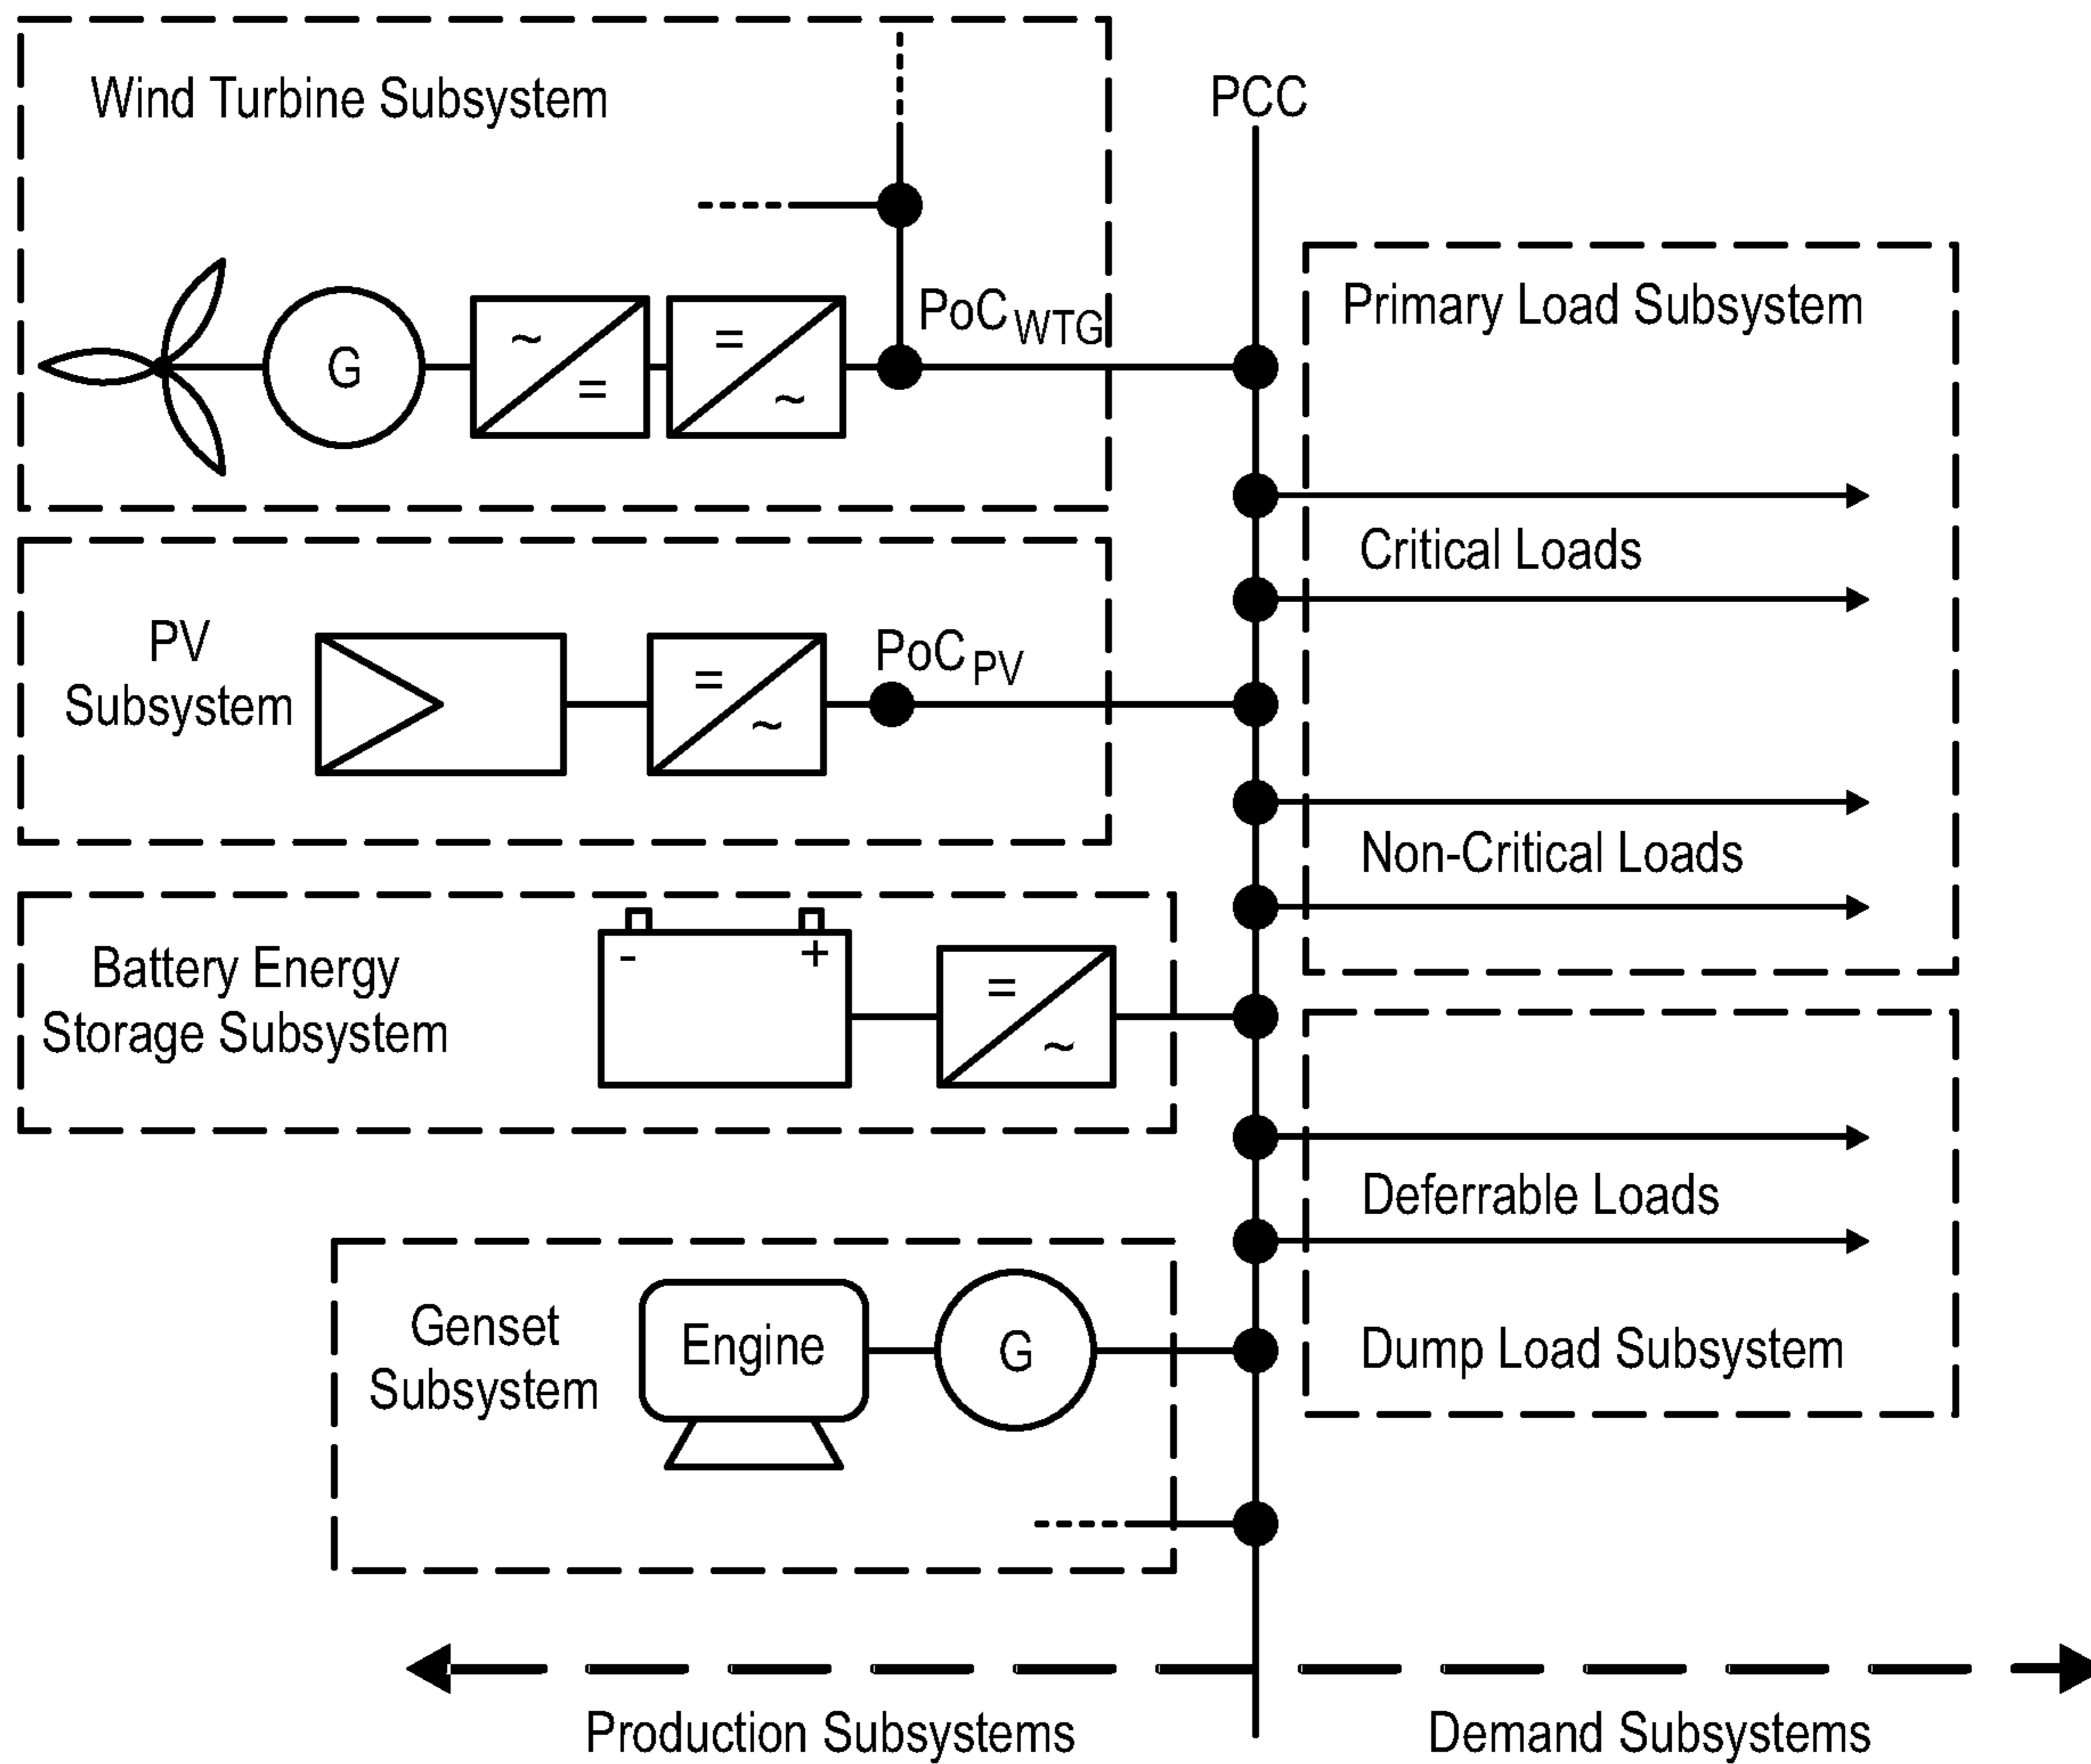 Wind Turbine Subsystem
PCC
PoC WTG
Primary Load Subsystem
G
~
=
=
~
Critical Loads
PV
Subsystem
=
~
PoC PV
Non-Critical Loads
Battery Energy
Storage Subsystem
- +
=
~
Deferrable Loads
Genset
Subsystem
Engine
G
Dump Load Subsystem
Production Subsystems
Demand Subsystems